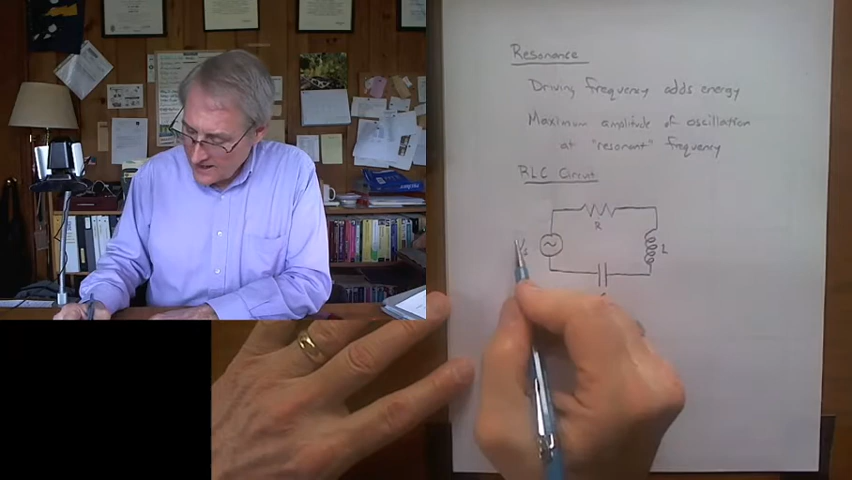 Resonance
Driving frequency adds energy
Maximum amplitude of oscillation
at "resonant" frequency
RLC Circuit
R
L